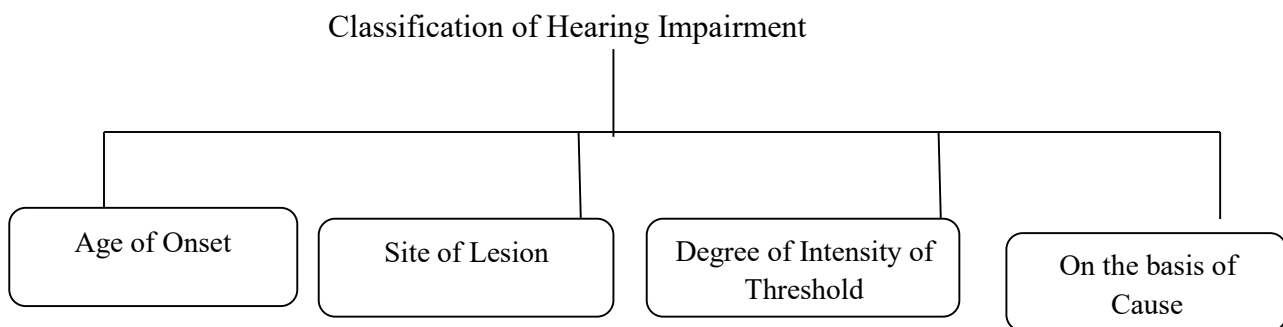 Classification of Hearing Impairment
Age of Onset
Site of Lesion
Degree of Intensity of
Threshold
On the basis of
Cause